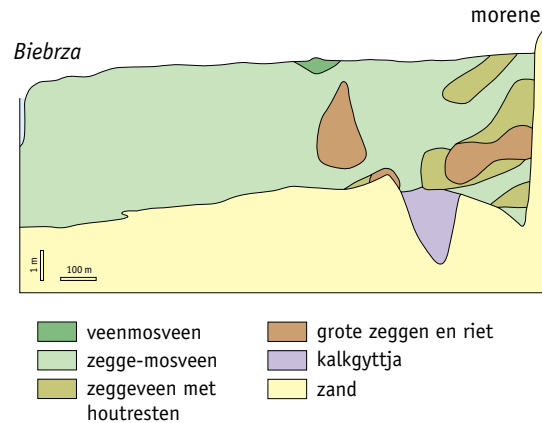 morene
Biebrza
1 m
100 m
veenmosveen
zegge-mosveen
zeggeveen met
houtresten
grote zeggen en riet
kalkgyttja
zand